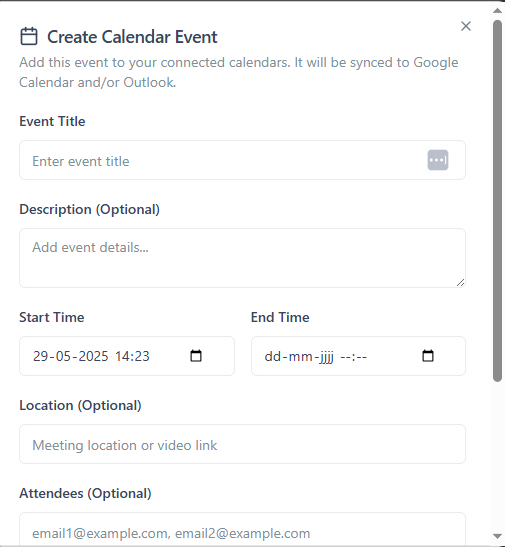 Create Calendar Event
Add this event to your connected calendars. It will be synced to Google
Calendar and/or Outlook.
Event Title
Enter event title
Description (Optional)
Add event details...
Start Time
End Time
29-05-2025 14:23
dd-mm-jjjj --:--
Location (Optional)
Meeting location or video link
Attendees (Optional)
email1@example.com, email2@example.com